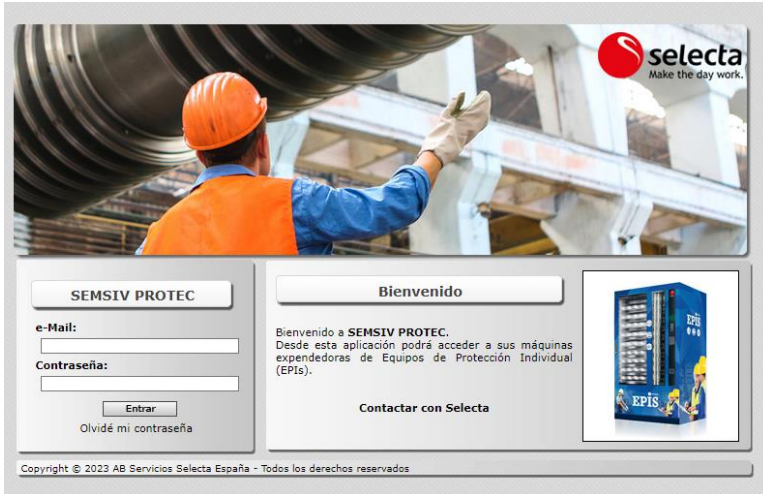 selecta
Make the day work.
SEMSIV PROTEC
e-Mail:
Contraseña:
Entrar
Olvidé mi contraseña
Bienvenido
Bienvenido a SEMSIV PROTEC.
Desde esta aplicación podrá acceder a sus máquinas
expendedoras de Equipos de Protección Individual
(EPIs).
Contactar con Selecta
EPIS
EPIS
Copyright © 2023 AB Servicios Selecta España - Todos los derechos reservados